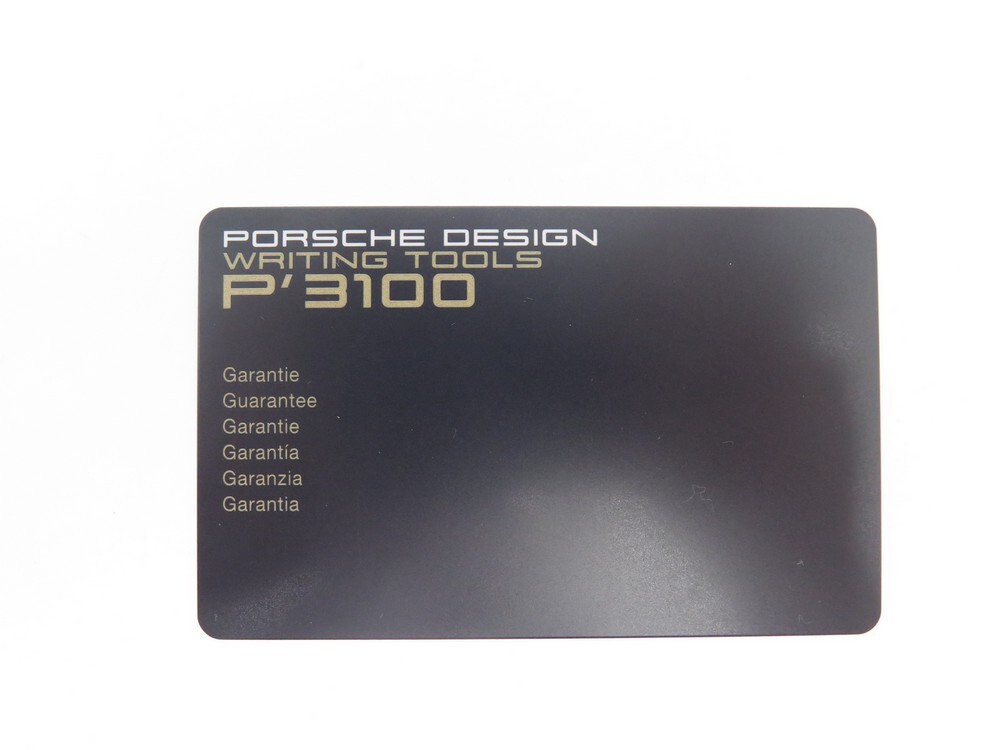 PORSCHE DESIGN
WRITING TOOLS
P'3100
Garantie
Guarantee
Garantie
Garantía
Garanzia
Garantia